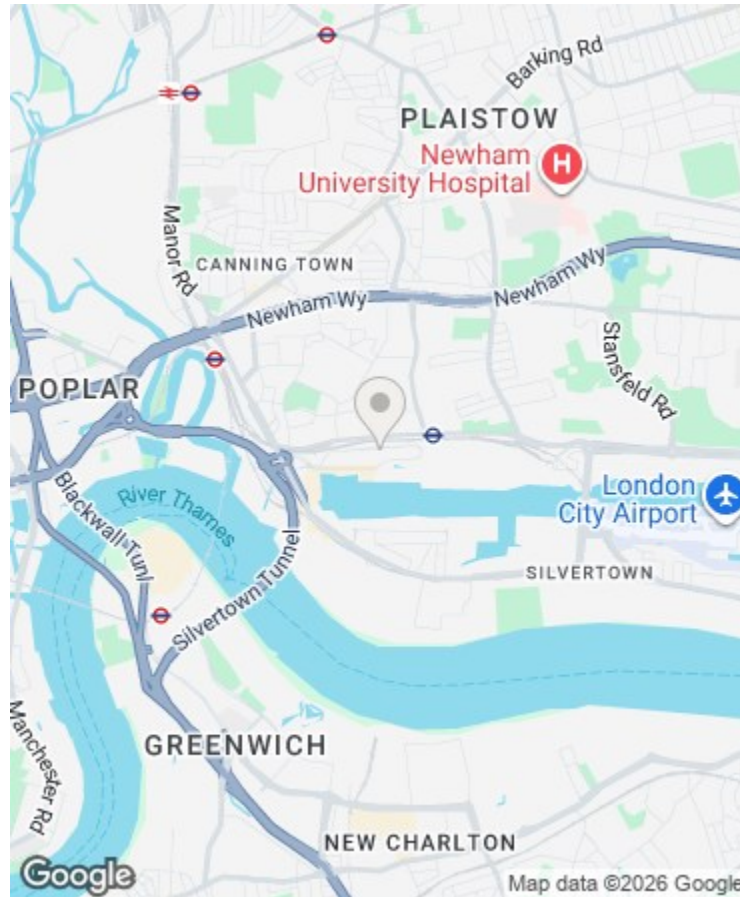 Barking Rd
PLAISTOW
Newham
University Hospital
H
Manor Rd
CANNING TOWN
Newham Wy
Newham Wy
Stansfeld Rd
POPLAR
Blackwall Tunl
River Thames
London
City Airport
Silvertown Tunnel
SILVERTOWN
Manchester Rd
GREENWICH
NEW CHARLTON
Google
Map data ©2026 Google